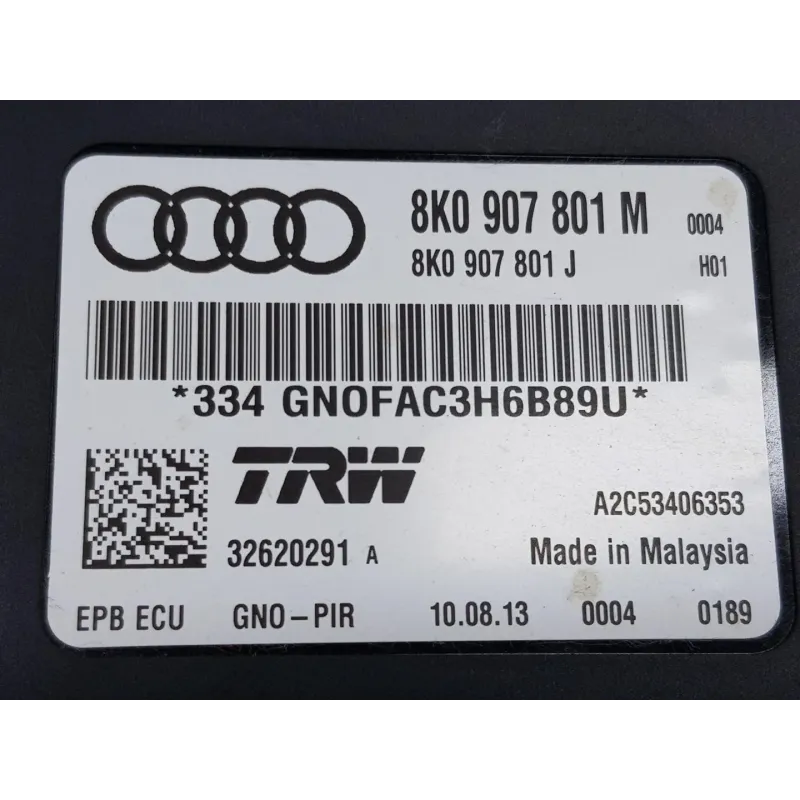 8K0 907 801 M 0004
8K0 907 801 J H01
*334 GNOFAC3H6B89U*
TRW
A2C53406353
32620291 A
Made in Malaysia
EPB ECU GNO-PIR 10.08.13 0004 0189